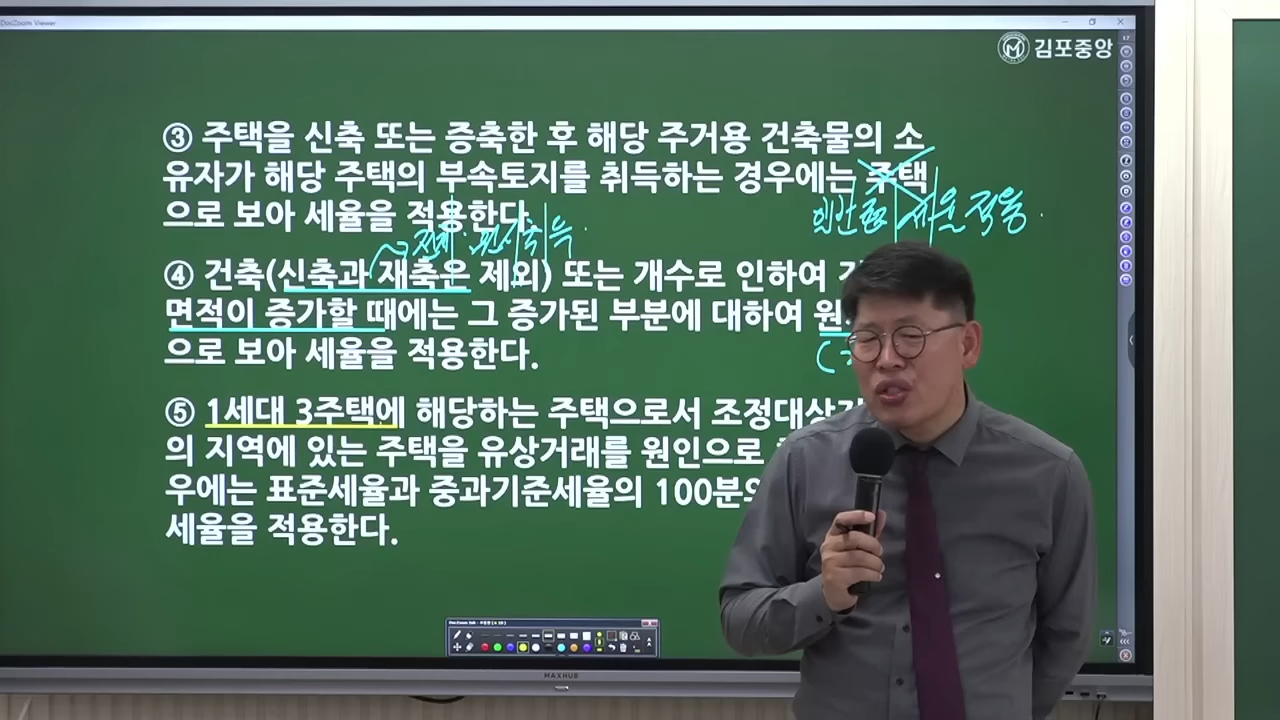 DocZoom Viewer
김포중앙
③ 주택을 신축 또는 증축한 후 해당 주거용 건축물의 소
유자가 해당 주택의 부속토지를 취득하는 경우에는 주택
으로 보아 세율을 적용한다.
세율 적용.
④ 건축(신축과 재축은 제외) 또는 개수로 인하여
면적이 증가할 때에는 그 증가된 부분에 대하여 원
으로 보아 세율을 적용한다.
⑤ 1세대 3주택에 해당하는 주택으로서 조정대상
의 지역에 있는 주택을 유상거래를 원인으로
우에는 표준세율과 중과기준세율의 100분의
세율을 적용한다.
MAXHUB